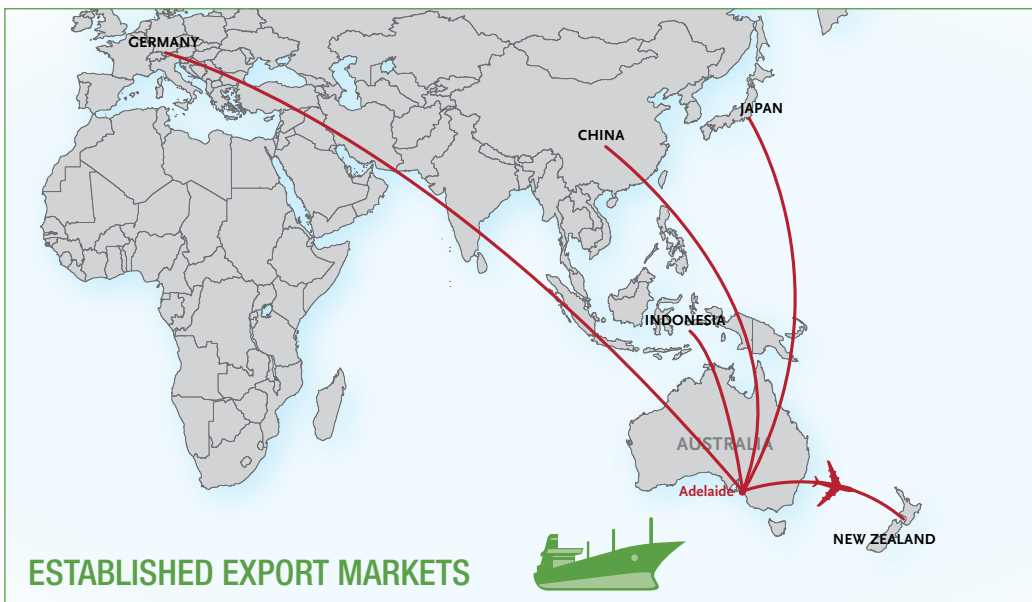 GERMANY
JAPAN
CHINA
INDONESIA
AUSTRALIA
Adelaide
NEW ZEALAND
ESTABLISHED EXPORT MARKETS